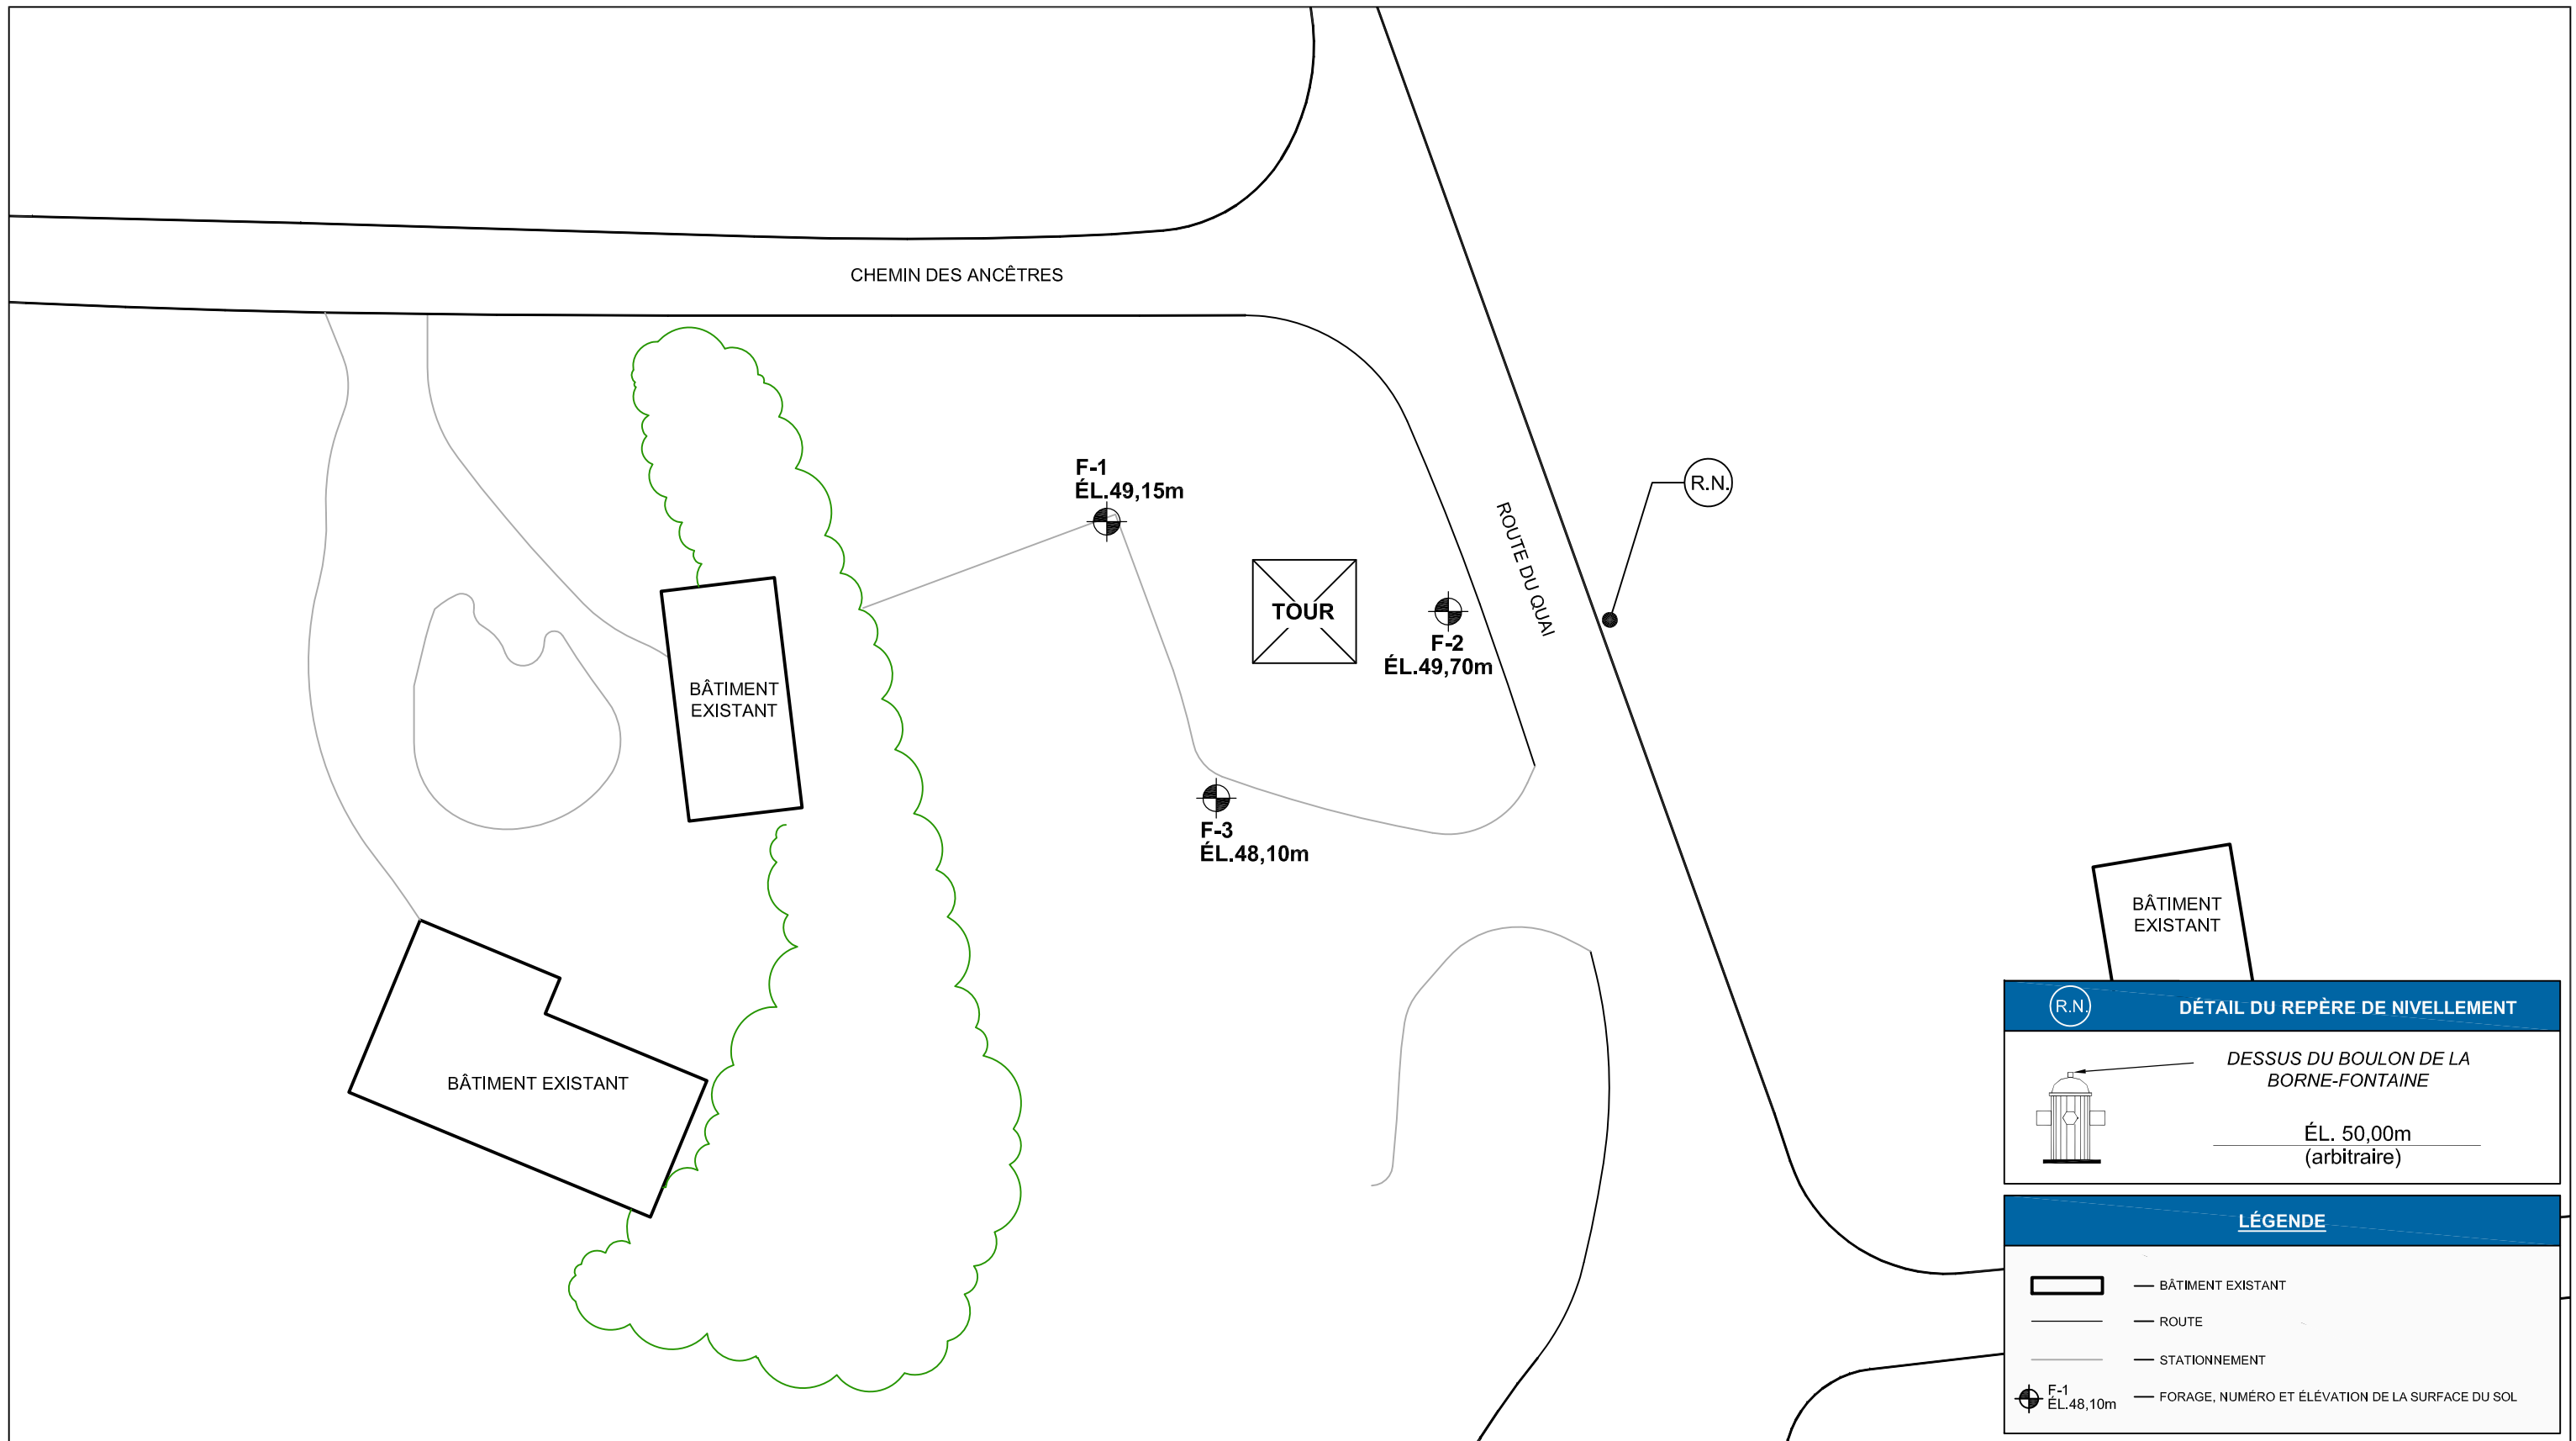 CHEMIN DES ANCÊTRES
F-1
ÉL.49,15m
R.N.
ROUTE DU QUAI
TOUR
F-2
ÉL.49,70m
BÂTIMENT
EXISTANT
F-3
ÉL.48,10m
BÂTIMENT
EXISTANT
BÂTIMENT EXISTANT
R.N.
DÉTAIL DU REPÈRE DE NIVELLEMENT
DESSUS DU BOULON DE LA
BORNE-FONTAINE
ÉL. 50,00m
(arbitraire)
LÉGENDE
BÂTIMENT EXISTANT
ROUTE
STATIONNEMENT
F-1
ÉL.48,10m
FORAGE, NUMÉRO ET ÉLÉVATION DE LA SURFACE DU SOL